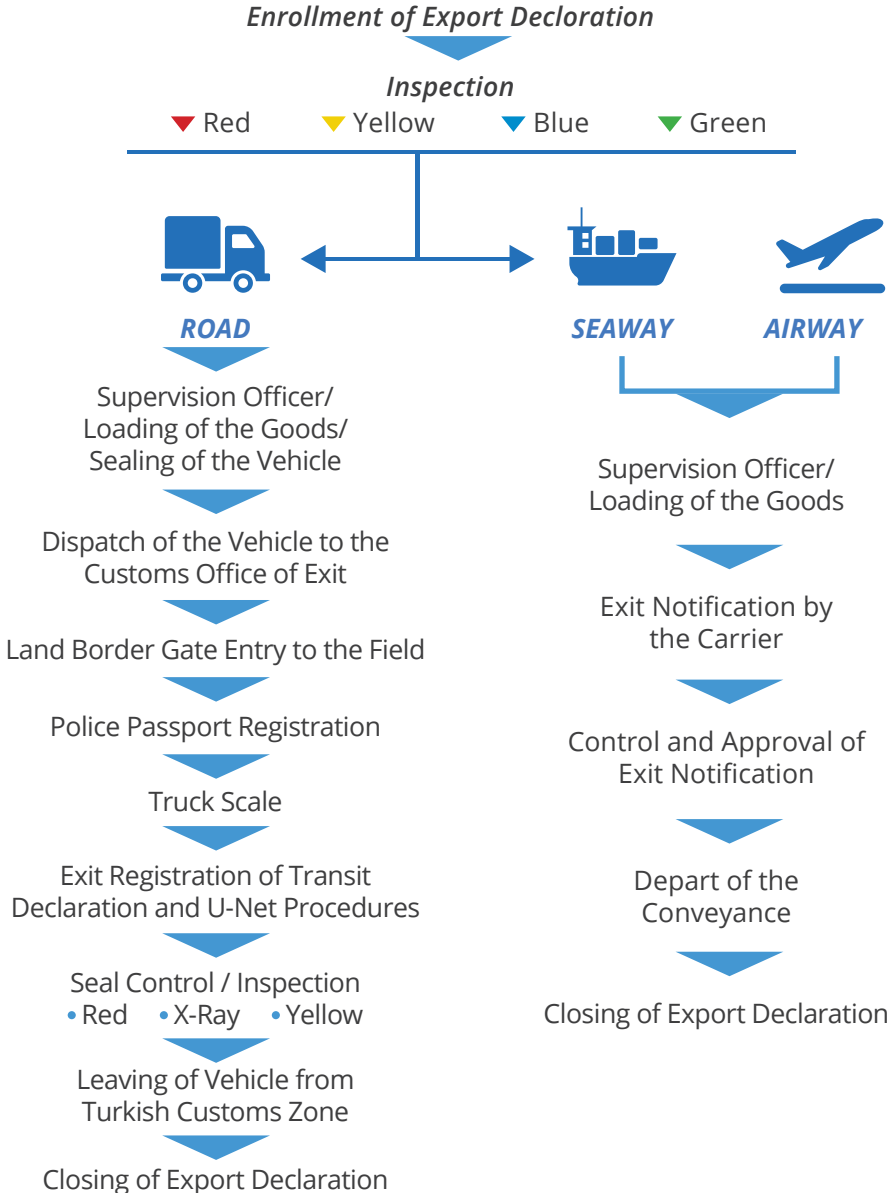 Enrollment of Export Decloration
Inspection
Red
Yellow
Blue
Green
ROAD
Supervision Officer/
Loading of the Goods/
Sealing of the Vehicle
Dispatch of the Vehicle to the
Customs Office of Exit
Land Border Gate Entry to the Field
Police Passport Registration
Truck Scale
Exit Registration of Transit
Declaration and U-Net Procedures
Seal Control / Inspection
• Red • X-Ray • Yellow
Leaving of Vehicle from
Turkish Customs Zone
Closing of Export Declaration
SEAWAY
AIRWAY
Supervision Officer/
Loading of the Goods
Exit Notification by
the Carrier
Control and Approval of
Exit Notification
Depart of the
Conveyance
Closing of Export Declaration